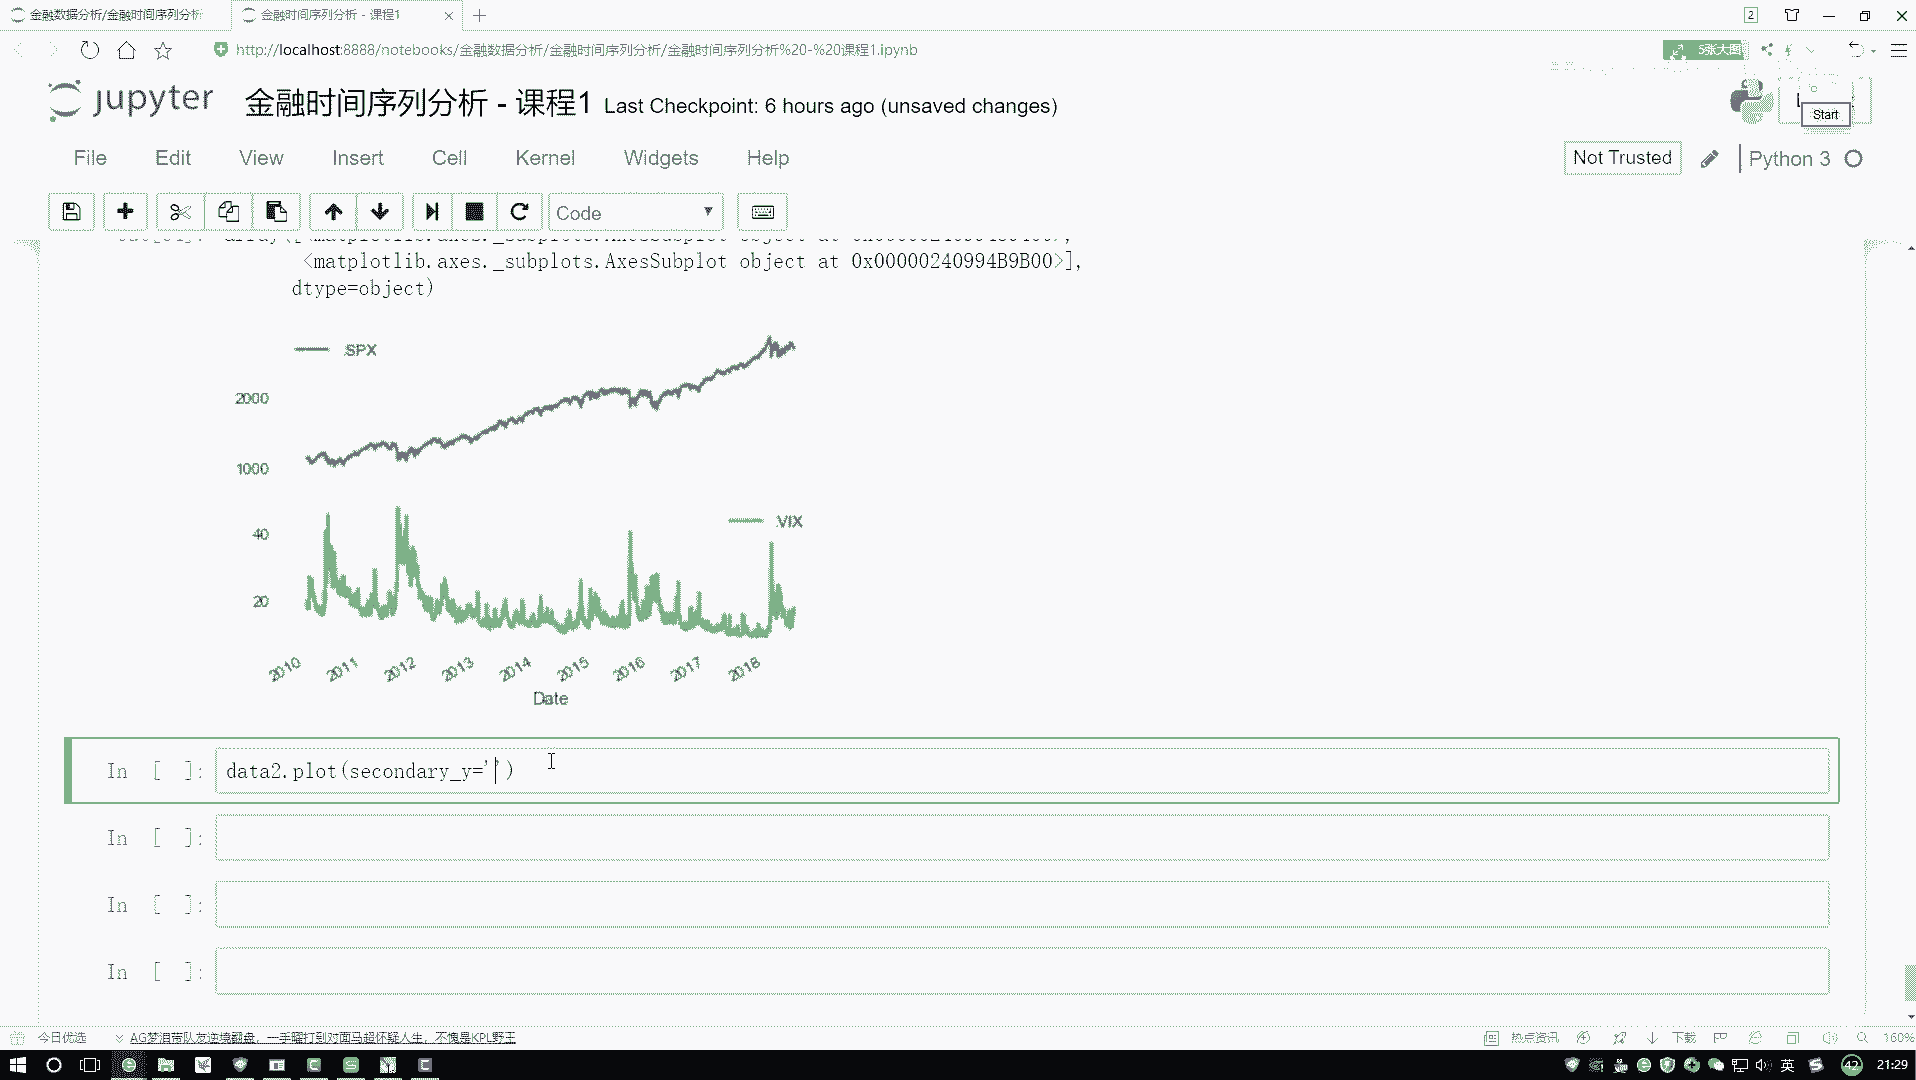 金融数据分析/金融时间序列分析
金融时间序列分析 - 课程1
2
http://localhost:8888/notebooks/金融数据分析/金融时间序列分析/金融时间序列分析%20-%20课程1.ipynb
5张大图
jupyter
金融时间序列分析 - 课程1 Last Checkpoint: 6 hours ago (unsaved changes)
Start
File Edit View Insert Cell Kernel Widgets Help
Not Trusted
Python 3
Code
<matplotlib.axes._subplots.AxesSubplot object at 0x00000240994B9B00>],
dtype=object)
.SPX
2000
1000
.VIX
40
20
2010 2011 2012 2013 2014 2015 2016 2017 2018
Date
In [ ]: data2.plot(secondary_y='')
In [ ]:
In [ ]:
In [ ]:
今日优选
AG梦泪带队友逆境翻盘，一手曜打到对面马超怀疑人生，不愧是KPL野王
热点资讯
下载
160%
英
42
21:29